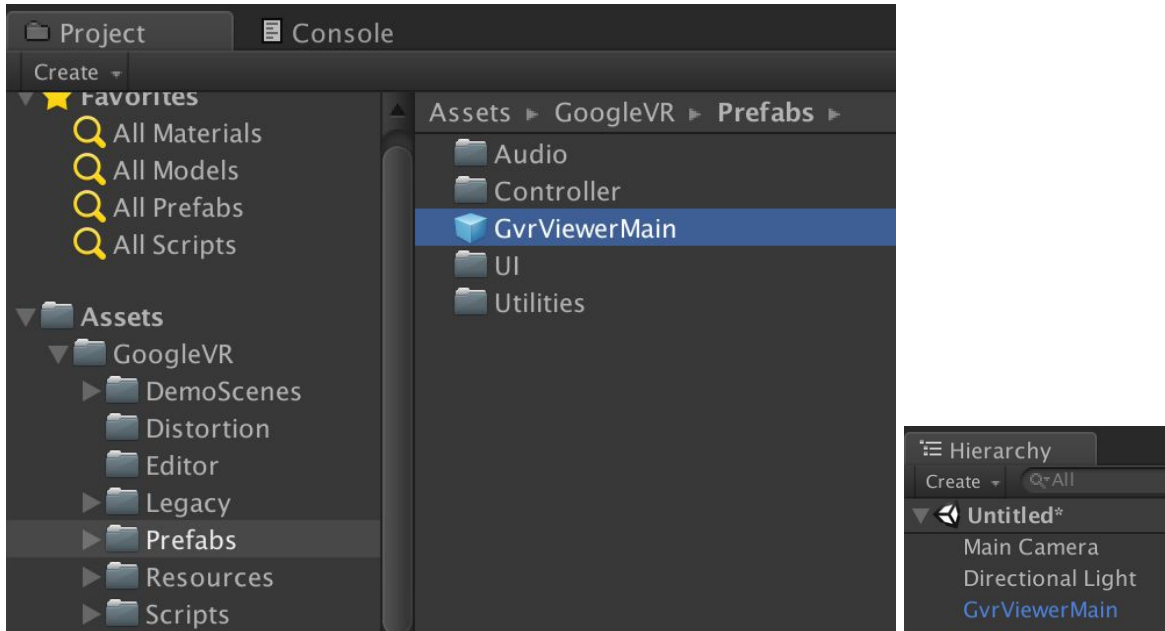 Project
Console
Create
Favorites
All Materials
All Models
All Prefabs
All Scripts
Assets
GoogleVR
DemoScenes
Distortion
Editor
Legacy
Prefabs
Resources
Scripts
Assets GoogleVR Prefabs
Audio
Controller
GvrViewerMain
UI
Utilities
Hierarchy
Create All
Untitled*
Main Camera
Directional Light
GvrViewerMain